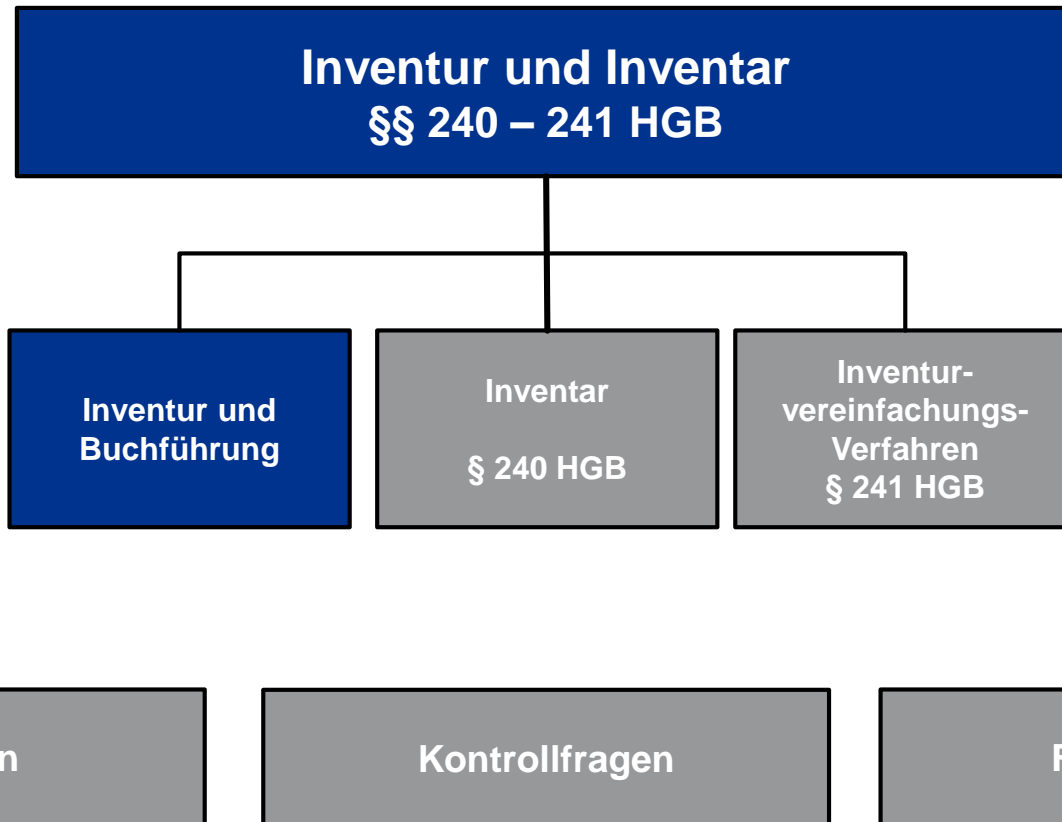 Inventur und Inventar
§§ 240 – 241 HGB
Inventur und
Buchführung
Inventar
§ 240 HGB
Inventur-
vereinfachungs-
Verfahren
§ 241 HGB
n
Kontrollfragen
F